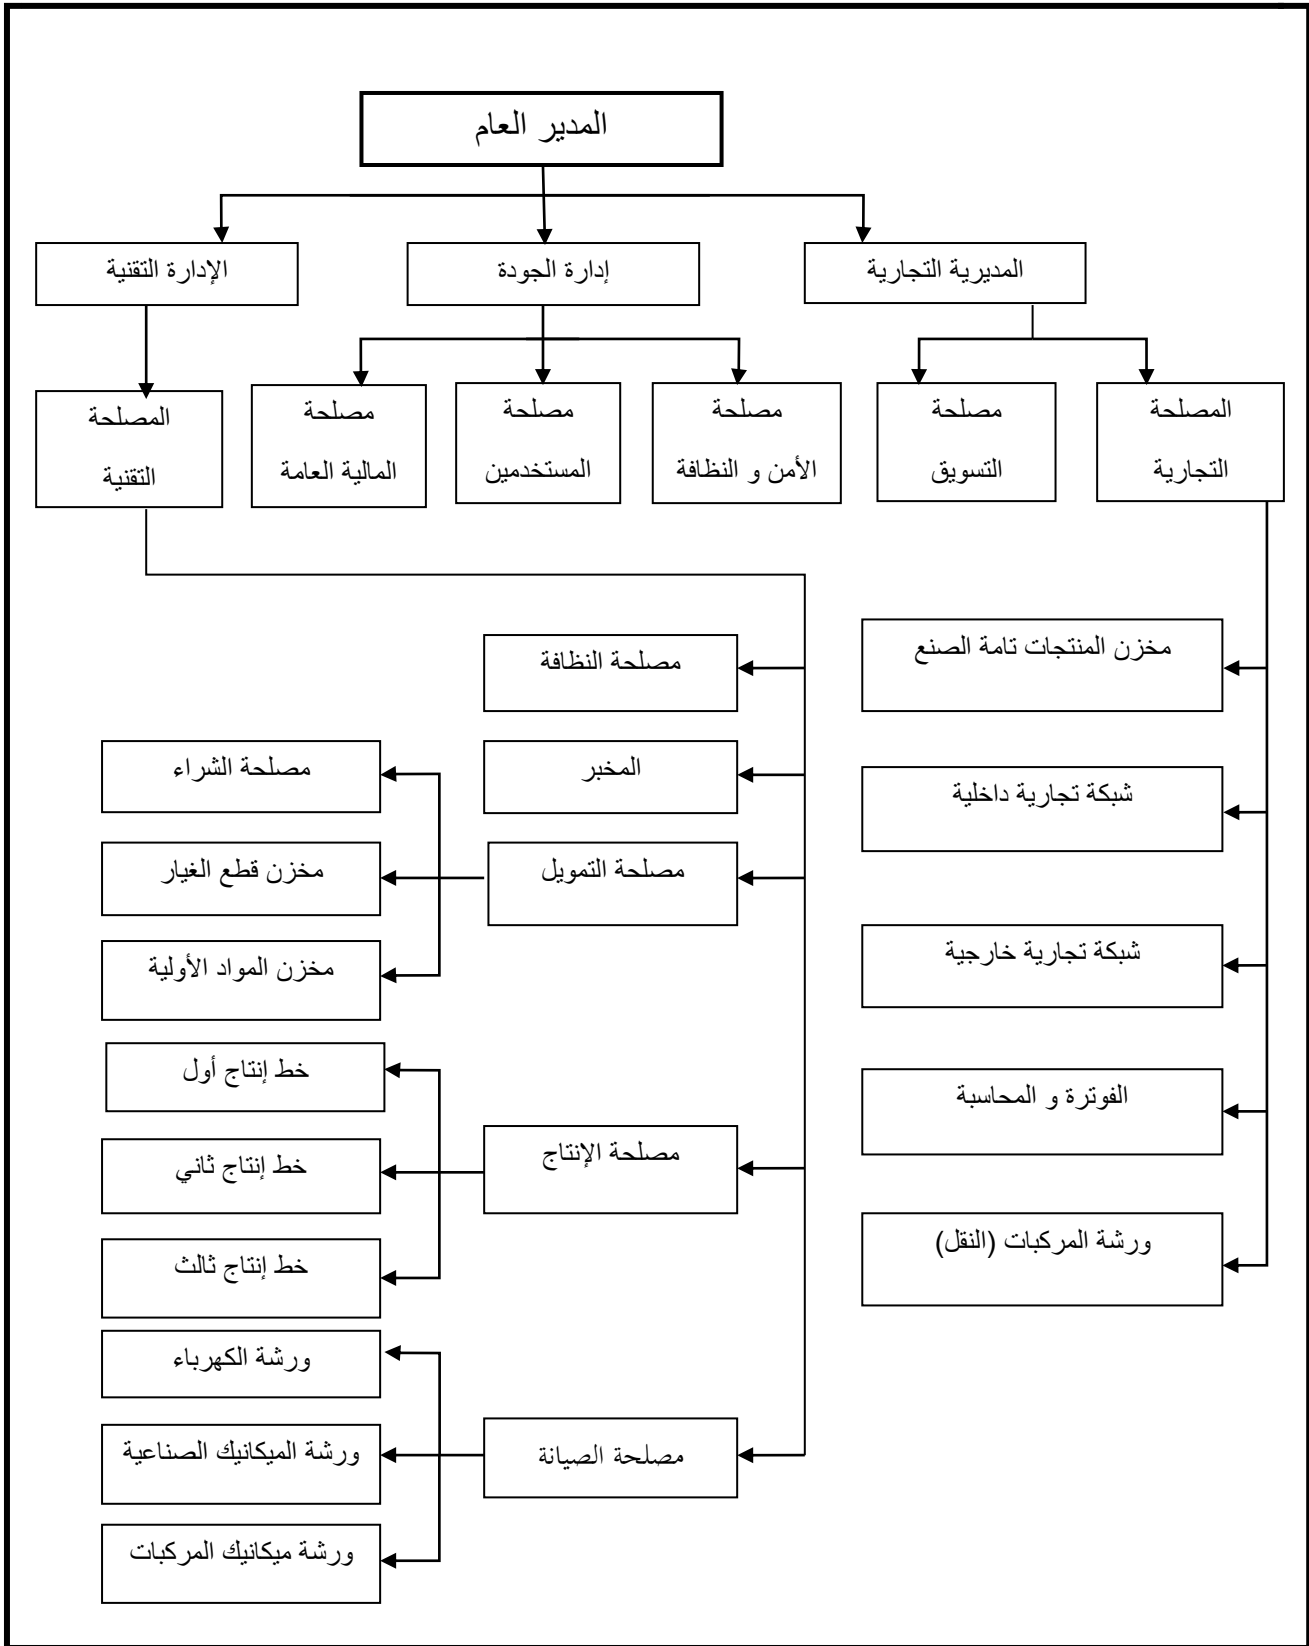 المدير العام
المديرية التجارية
إدارة الجودة
الإدارة التقنية
المصلحة
التجارية
مصلحة
التسويق
مصلحة
الأمن و النظافة
مصلحة
المستخدمين
مصلحة
المالية العامة
المصلحة
التقنية
مخزن المنتجات تامة الصنع
شبكة تجارية داخلية
شبكة تجارية خارجية
الفوترة و المحاسبة
ورشة المركبات (النقل)
مصلحة النظافة
المخبر
مصلحة التمويل
مصلحة الإنتاج
مصلحة الصيانة
مصلحة الشراء
مخزن قطع الغيار
مخزن المواد الأولية
خط إنتاج أول
خط إنتاج ثاني
خط إنتاج ثالث
ورشة الكهرباء
ورشة الميكانيك الصناعية
ورشة ميكانيك المركبات